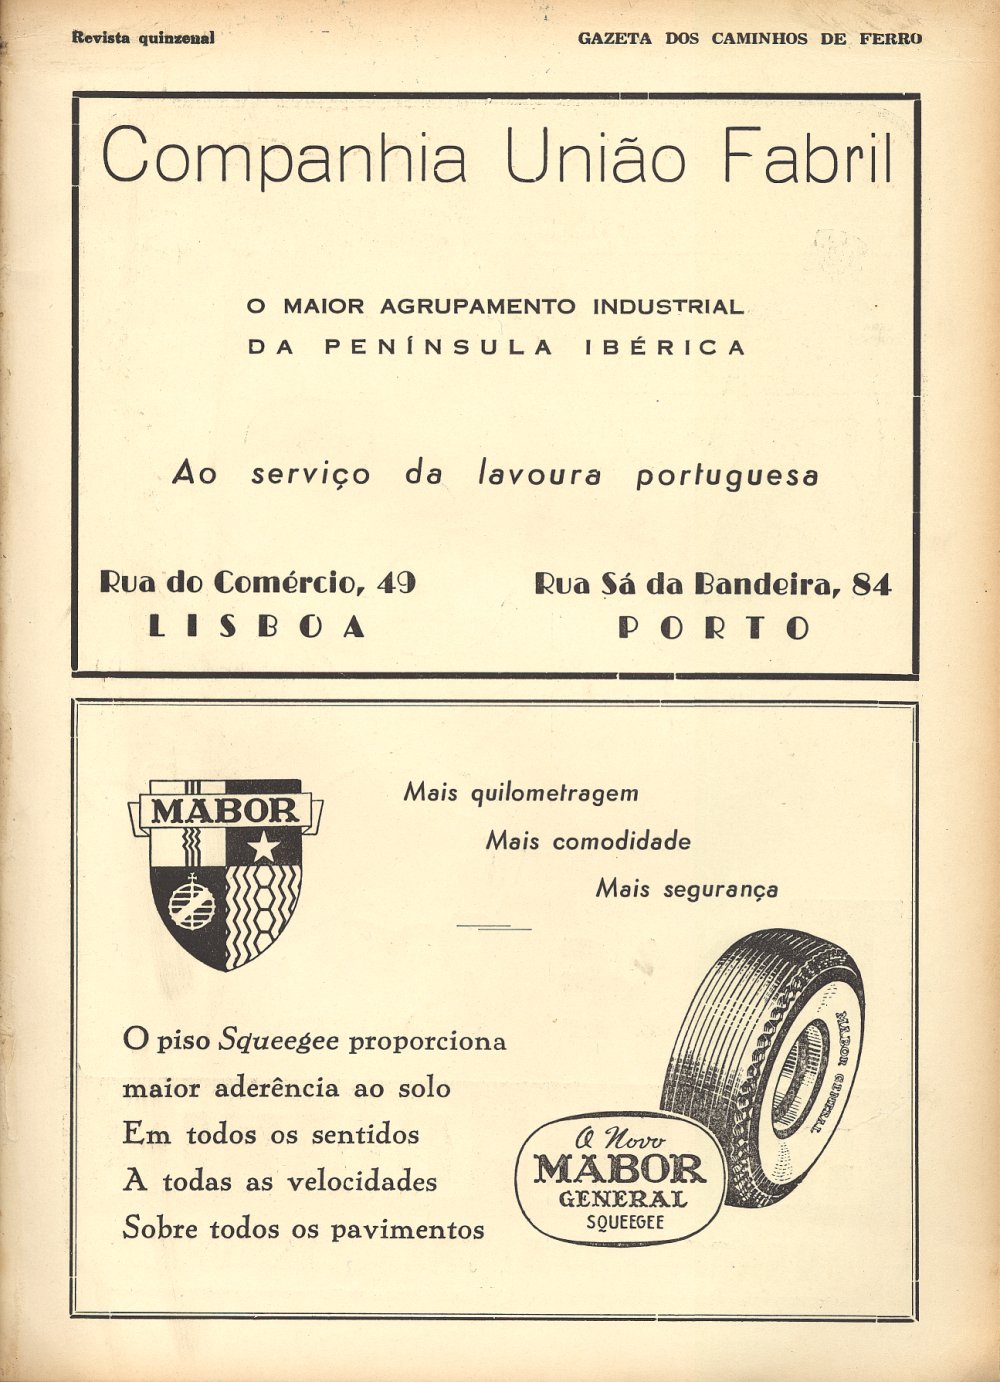 Revista quinzenal
GAZETA DOS CAMINHOS DE FERRO
Companhia União Fabril
O MAIOR AGRUPAMENTO INDUSTRIAL
DA PENÍNSULA IBÉRICA
Ao serviço da lavoura portuguesa
Rua do Comércio, 49
LISBOA
Rua Sá da Bandeira, 84
PORTO
MABOR
Mais quilometragem
Mais comodidade
Mais segurança
O piso Squeegee proporciona
maior aderência ao solo
Em todos os sentidos
A todas as velocidades
Sobre todos os pavimentos
MABOR GENERAL
O Novo
MABOR
GENERAL
SQUEEGEE